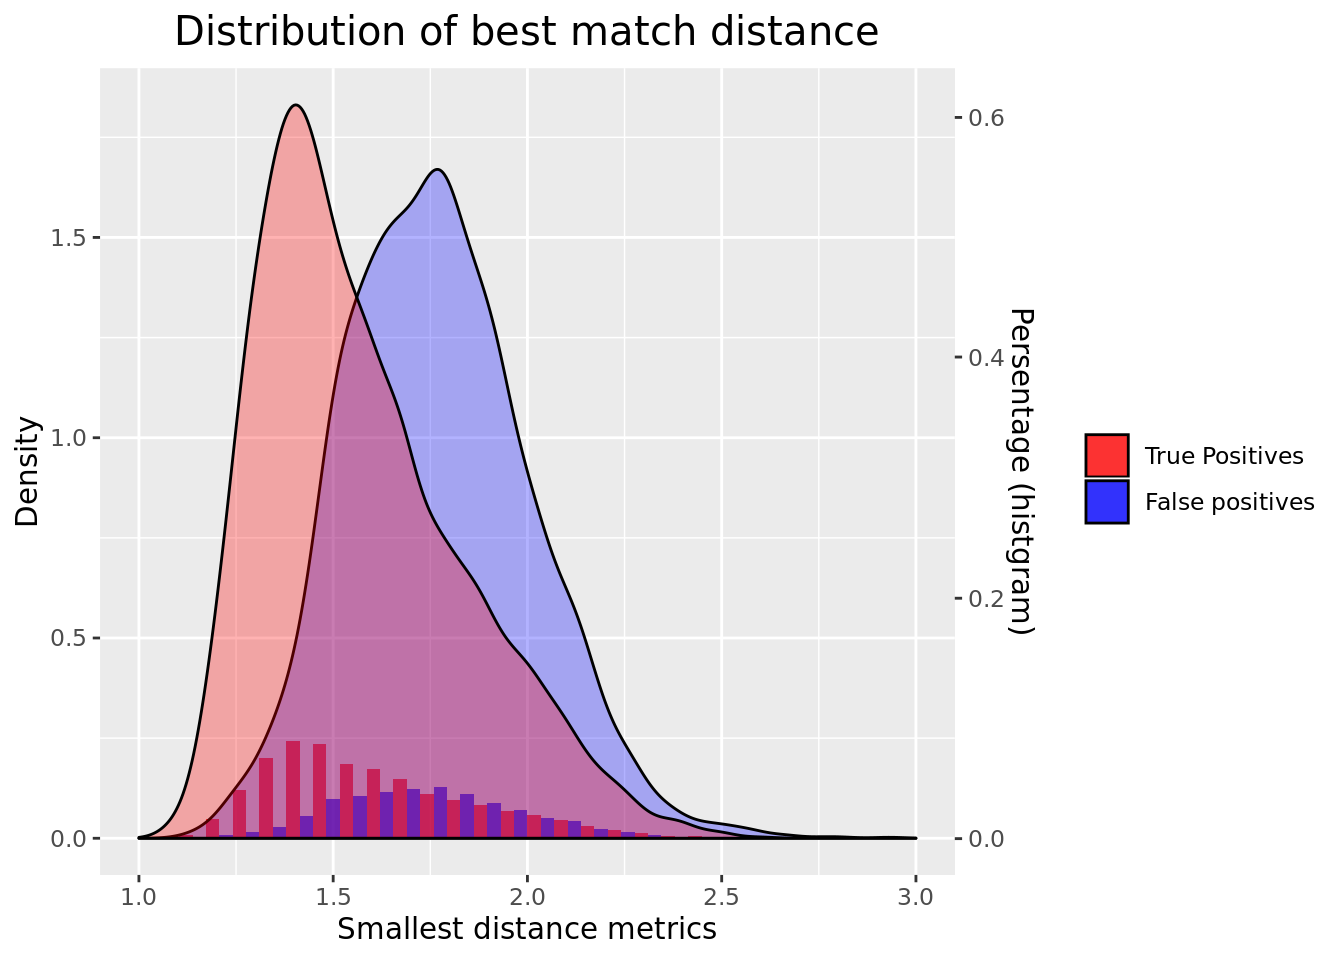 Distribution of best match distance
Density
1.5
1.0
0.5
0.0
0.6
0.4
0.2
0.0
Persentage (histgram)
1.0 1.5 2.0 2.5 3.0
Smallest distance metrics
True Positives
False positives